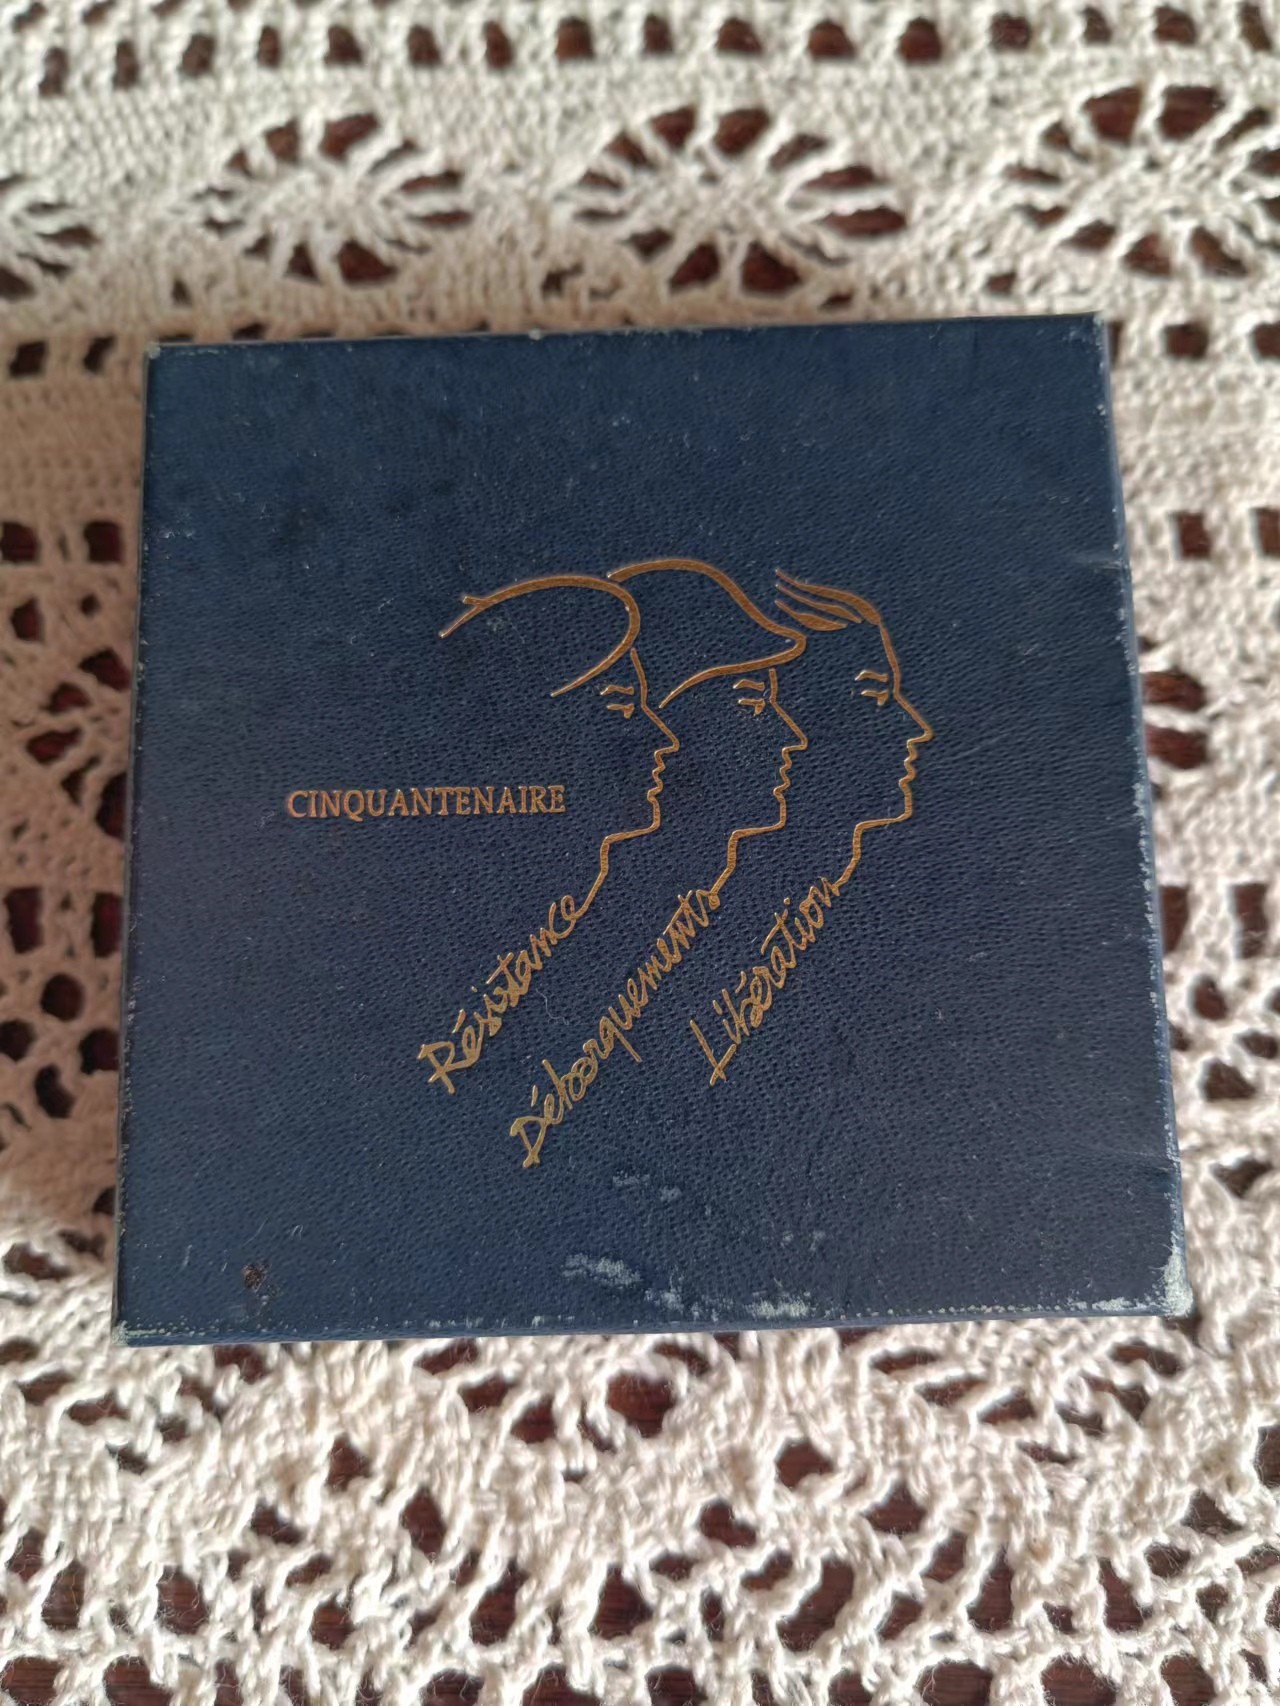 CINQUANTENAIRE
Résistance
Débarquements
Libération